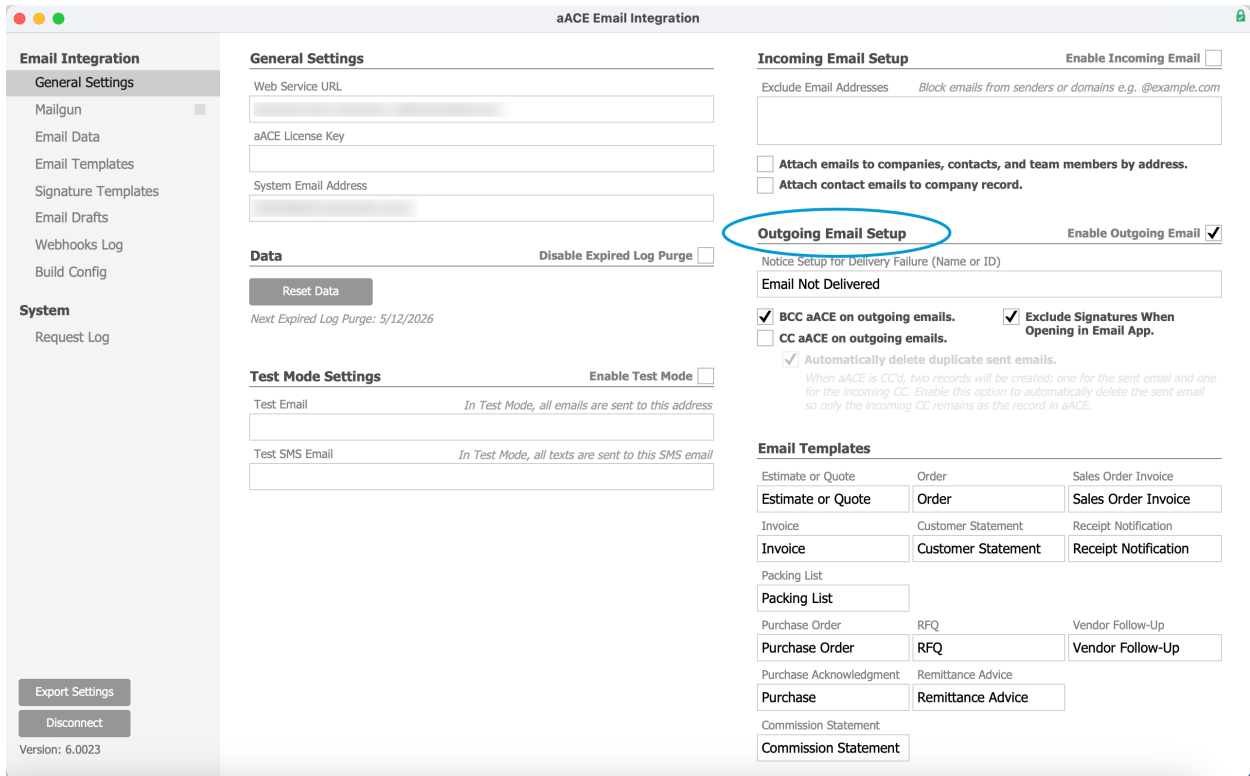 aACE Email Integration
Email Integration
General Settings
Mailgun
Email Data
Email Templates
Signature Templates
Email Drafts
Webhooks Log
Build Config
System
Request Log
Export Settings
Disconnect
Version: 6.0023
General Settings
Web Service URL
aACE License Key
System Email Address
Data
Disable Expired Log Purge
Reset Data
Next Expired Log Purge: 5/12/2026
Test Mode Settings
Enable Test Mode
Test Email
In Test Mode, all emails are sent to this address
Test SMS Email
In Test Mode, all texts are sent to this SMS email
Incoming Email Setup
Enable Incoming Email
Exclude Email Addresses
Block emails from senders or domains e.g. @example.com
Attach emails to companies, contacts, and team members by address.
Attach contact emails to company record.
Outgoing Email Setup
Enable Outgoing Email
Notice Setup for Delivery Failure (Name or ID)
Email Not Delivered
BCC aACE on outgoing emails.
CC aACE on outgoing emails.
Exclude Signatures When
Opening in Email App.
Automatically delete duplicate sent emails.
When aACE is CC'd, two records will be created: one for the sent email and one
for the incoming CC. Enable this option to automatically delete the sent email
so only the incoming CC remains as the record in aACE.
Email Templates
Estimate or Quote
Order
Sales Order Invoice
Estimate or Quote
Order
Sales Order Invoice
Invoice
Customer Statement
Receipt Notification
Invoice
Customer Statement
Receipt Notification
Packing List
Packing List
Purchase Order
RFQ
Vendor Follow-Up
Purchase Order
RFQ
Vendor Follow-Up
Purchase Acknowledgment
Remittance Advice
Purchase
Remittance Advice
Commission Statement
Commission Statement